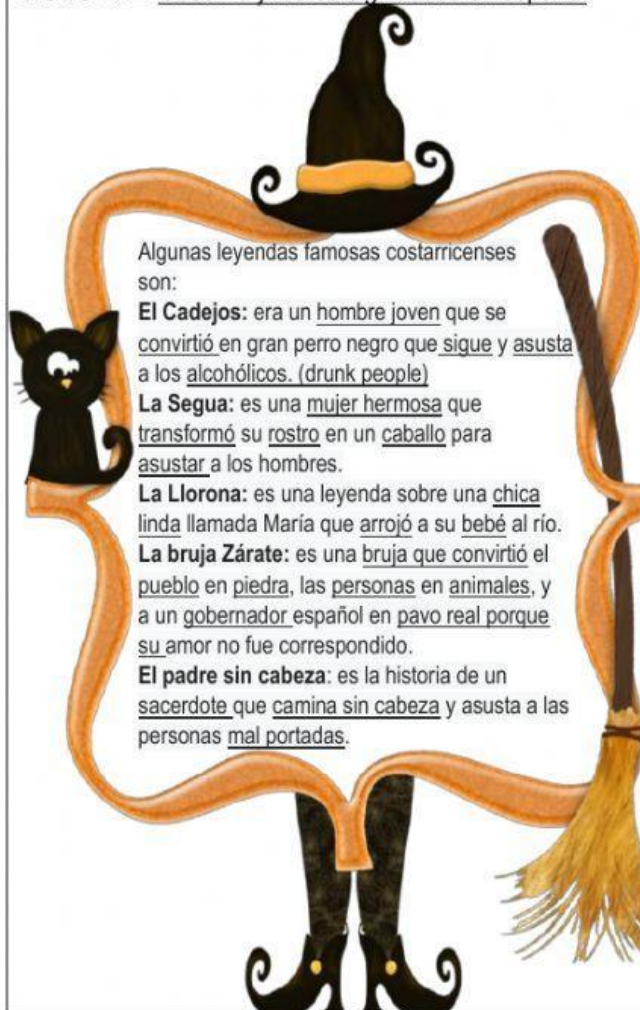 Algunas leyendas famosas costarricenses
son:
El Cadejos: era un hombre joven que se
convirtió en gran perro negro que sigue y asusta
a los alcohólicos. (drunk people)
La Segua: es una mujer hermosa que
transformó su rostro en un caballo para
asustar a los hombres.
La Llorona: es una leyenda sobre una chica
linda llamada María que arrojó a su bebé al río.
La bruja Zárate: es una bruja que convirtió el
pueblo en piedra, las personas en animales, y
a un gobernador español en pavo real porque
su amor no fue correspondido.
El padre sin cabeza: es la historia de un
sacerdote que camina sin cabeza y asusta a las
personas mal portadas.